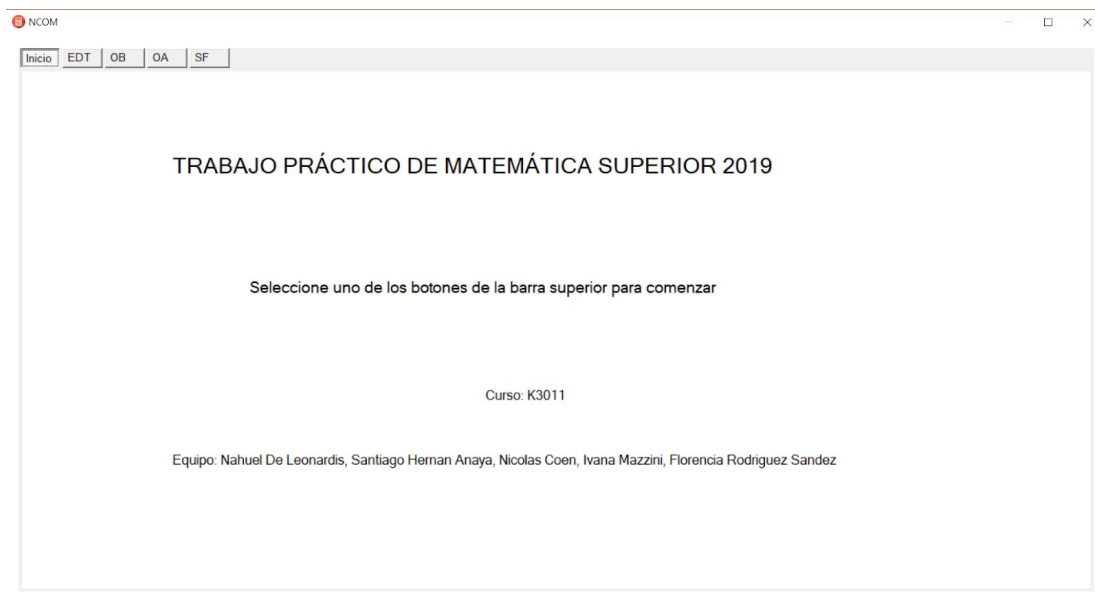 NCOM
Inicio EDT OB OA SF
TRABAJO PRÁCTICO DE MATEMÁTICA SUPERIOR 2019
Seleccione uno de los botones de la barra superior para comenzar
Curso: K3011
Equipo: Nahuel De Leonardis, Santiago Hernan Anaya, Nicolas Coen, Ivana Mazzini, Florencia Rodriguez Sandez